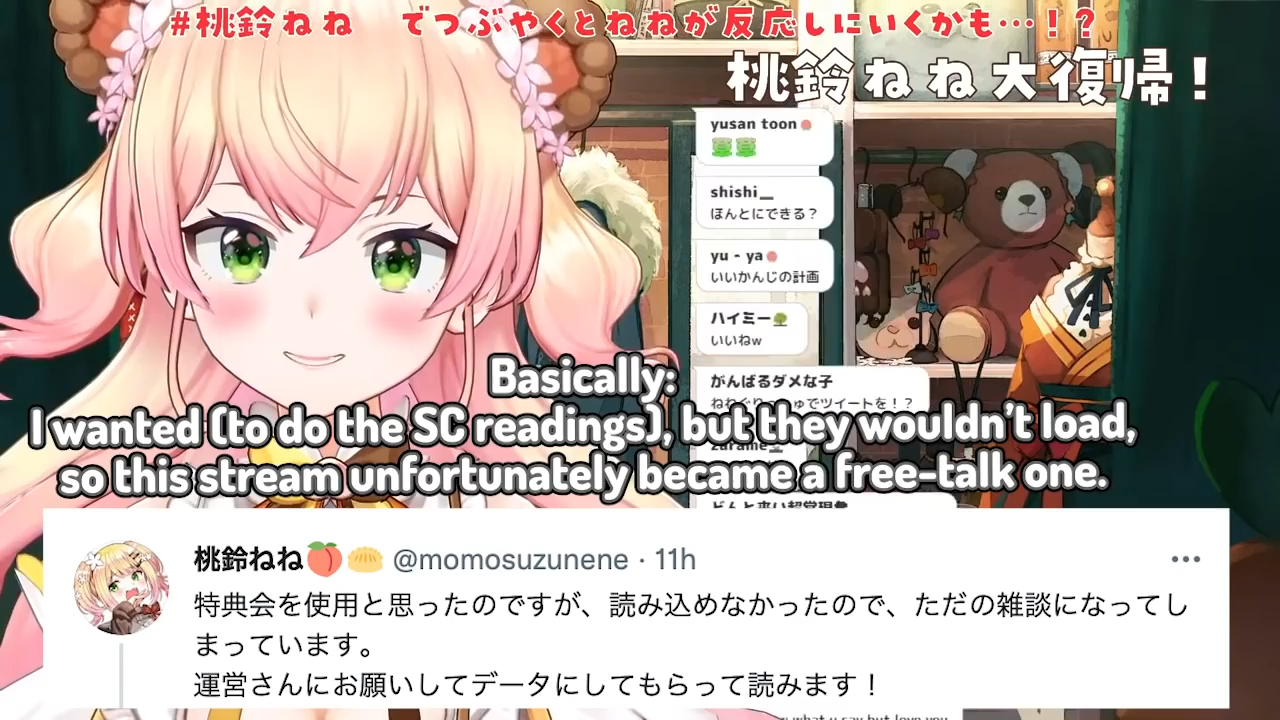 #桃鈴ねね　でつぶやくとねねが反応しにいくかも…！？
桃鈴ねね大復帰！
yusan toon
shishi__
ほんとにできる？
yu - ya
いいかんじの計画
ハイミー
いいねw
がんばるダメな子
Basically:
I wanted (to do the SC readings), but they wouldn't load,
so this stream unfortunately became a free-talk one.
桃鈴ねね🍑🥟 @momosuzunene · 11h
特典会を使用と思ったのですが、読み込めなかったので、ただの雑談になってし
まっています。
運営さんにお願いしてデータにしてもらって読みます！